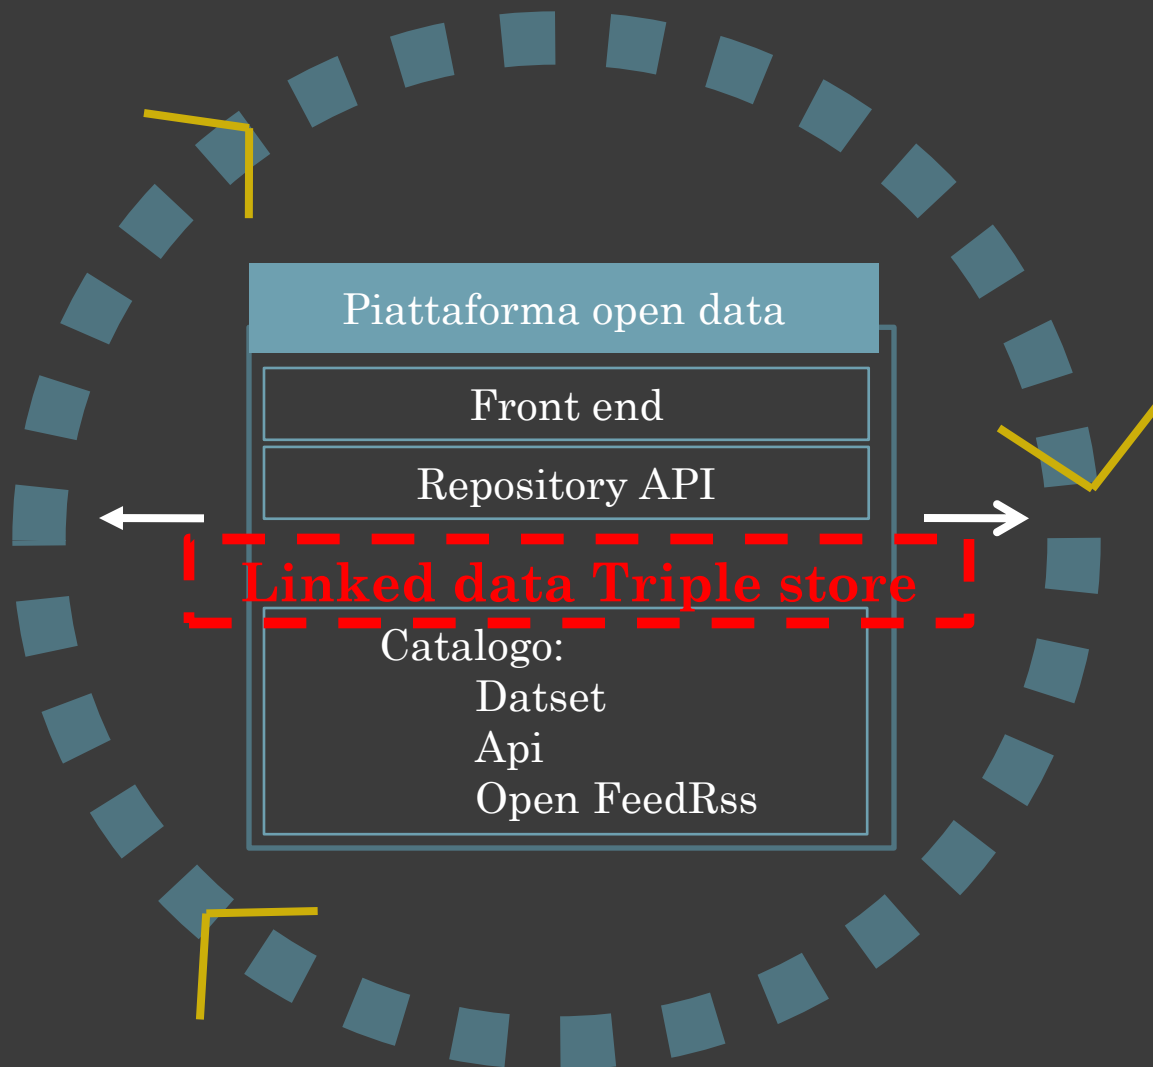 Piattaforma open data
Front end
Repository API
Linked data Triple store
Catalogo:
Datset
Api
Open FeedRss